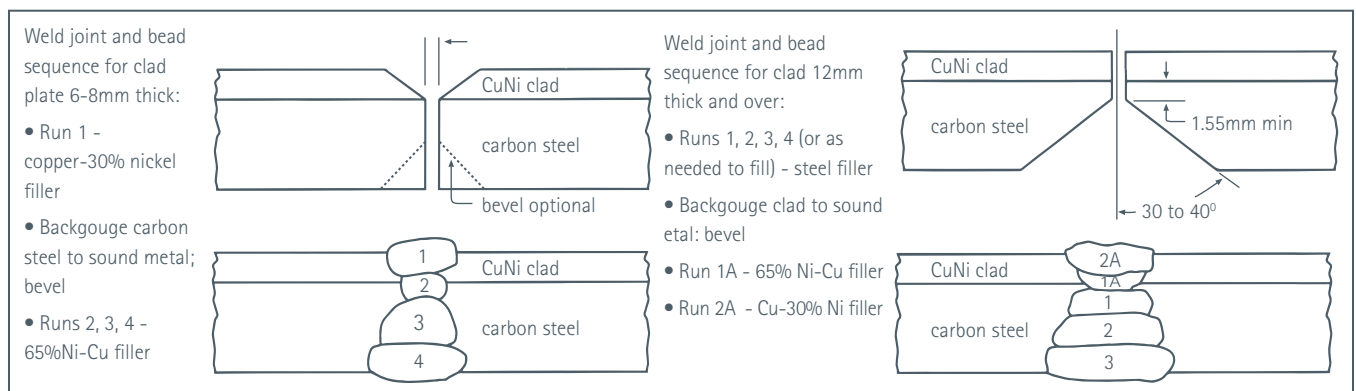 Weld joint and bead
sequence for clad
plate 6-8mm thick:
• Run 1 -
copper-30% nickel
filler
• Backgouge carbon
steel to sound metal;
bevel
• Runs 2, 3, 4 -
65%Ni-Cu filler
CuNi clad
carbon steel
bevel optional
1
2
3
4
CuNi clad
carbon steel
Weld joint and bead
sequence for clad 12mm
thick and over:
• Runs 1, 2, 3, 4 (or as
needed to fill) - steel filler
• Backgouge clad to sound
etal: bevel
• Run 1A - 65% Ni-Cu filler
• Run 2A - Cu-30% Ni filler
CuNi clad
carbon steel
1.55mm min
30 to 40⁰
CuNi clad
carbon steel
2A
1A
1
2
3